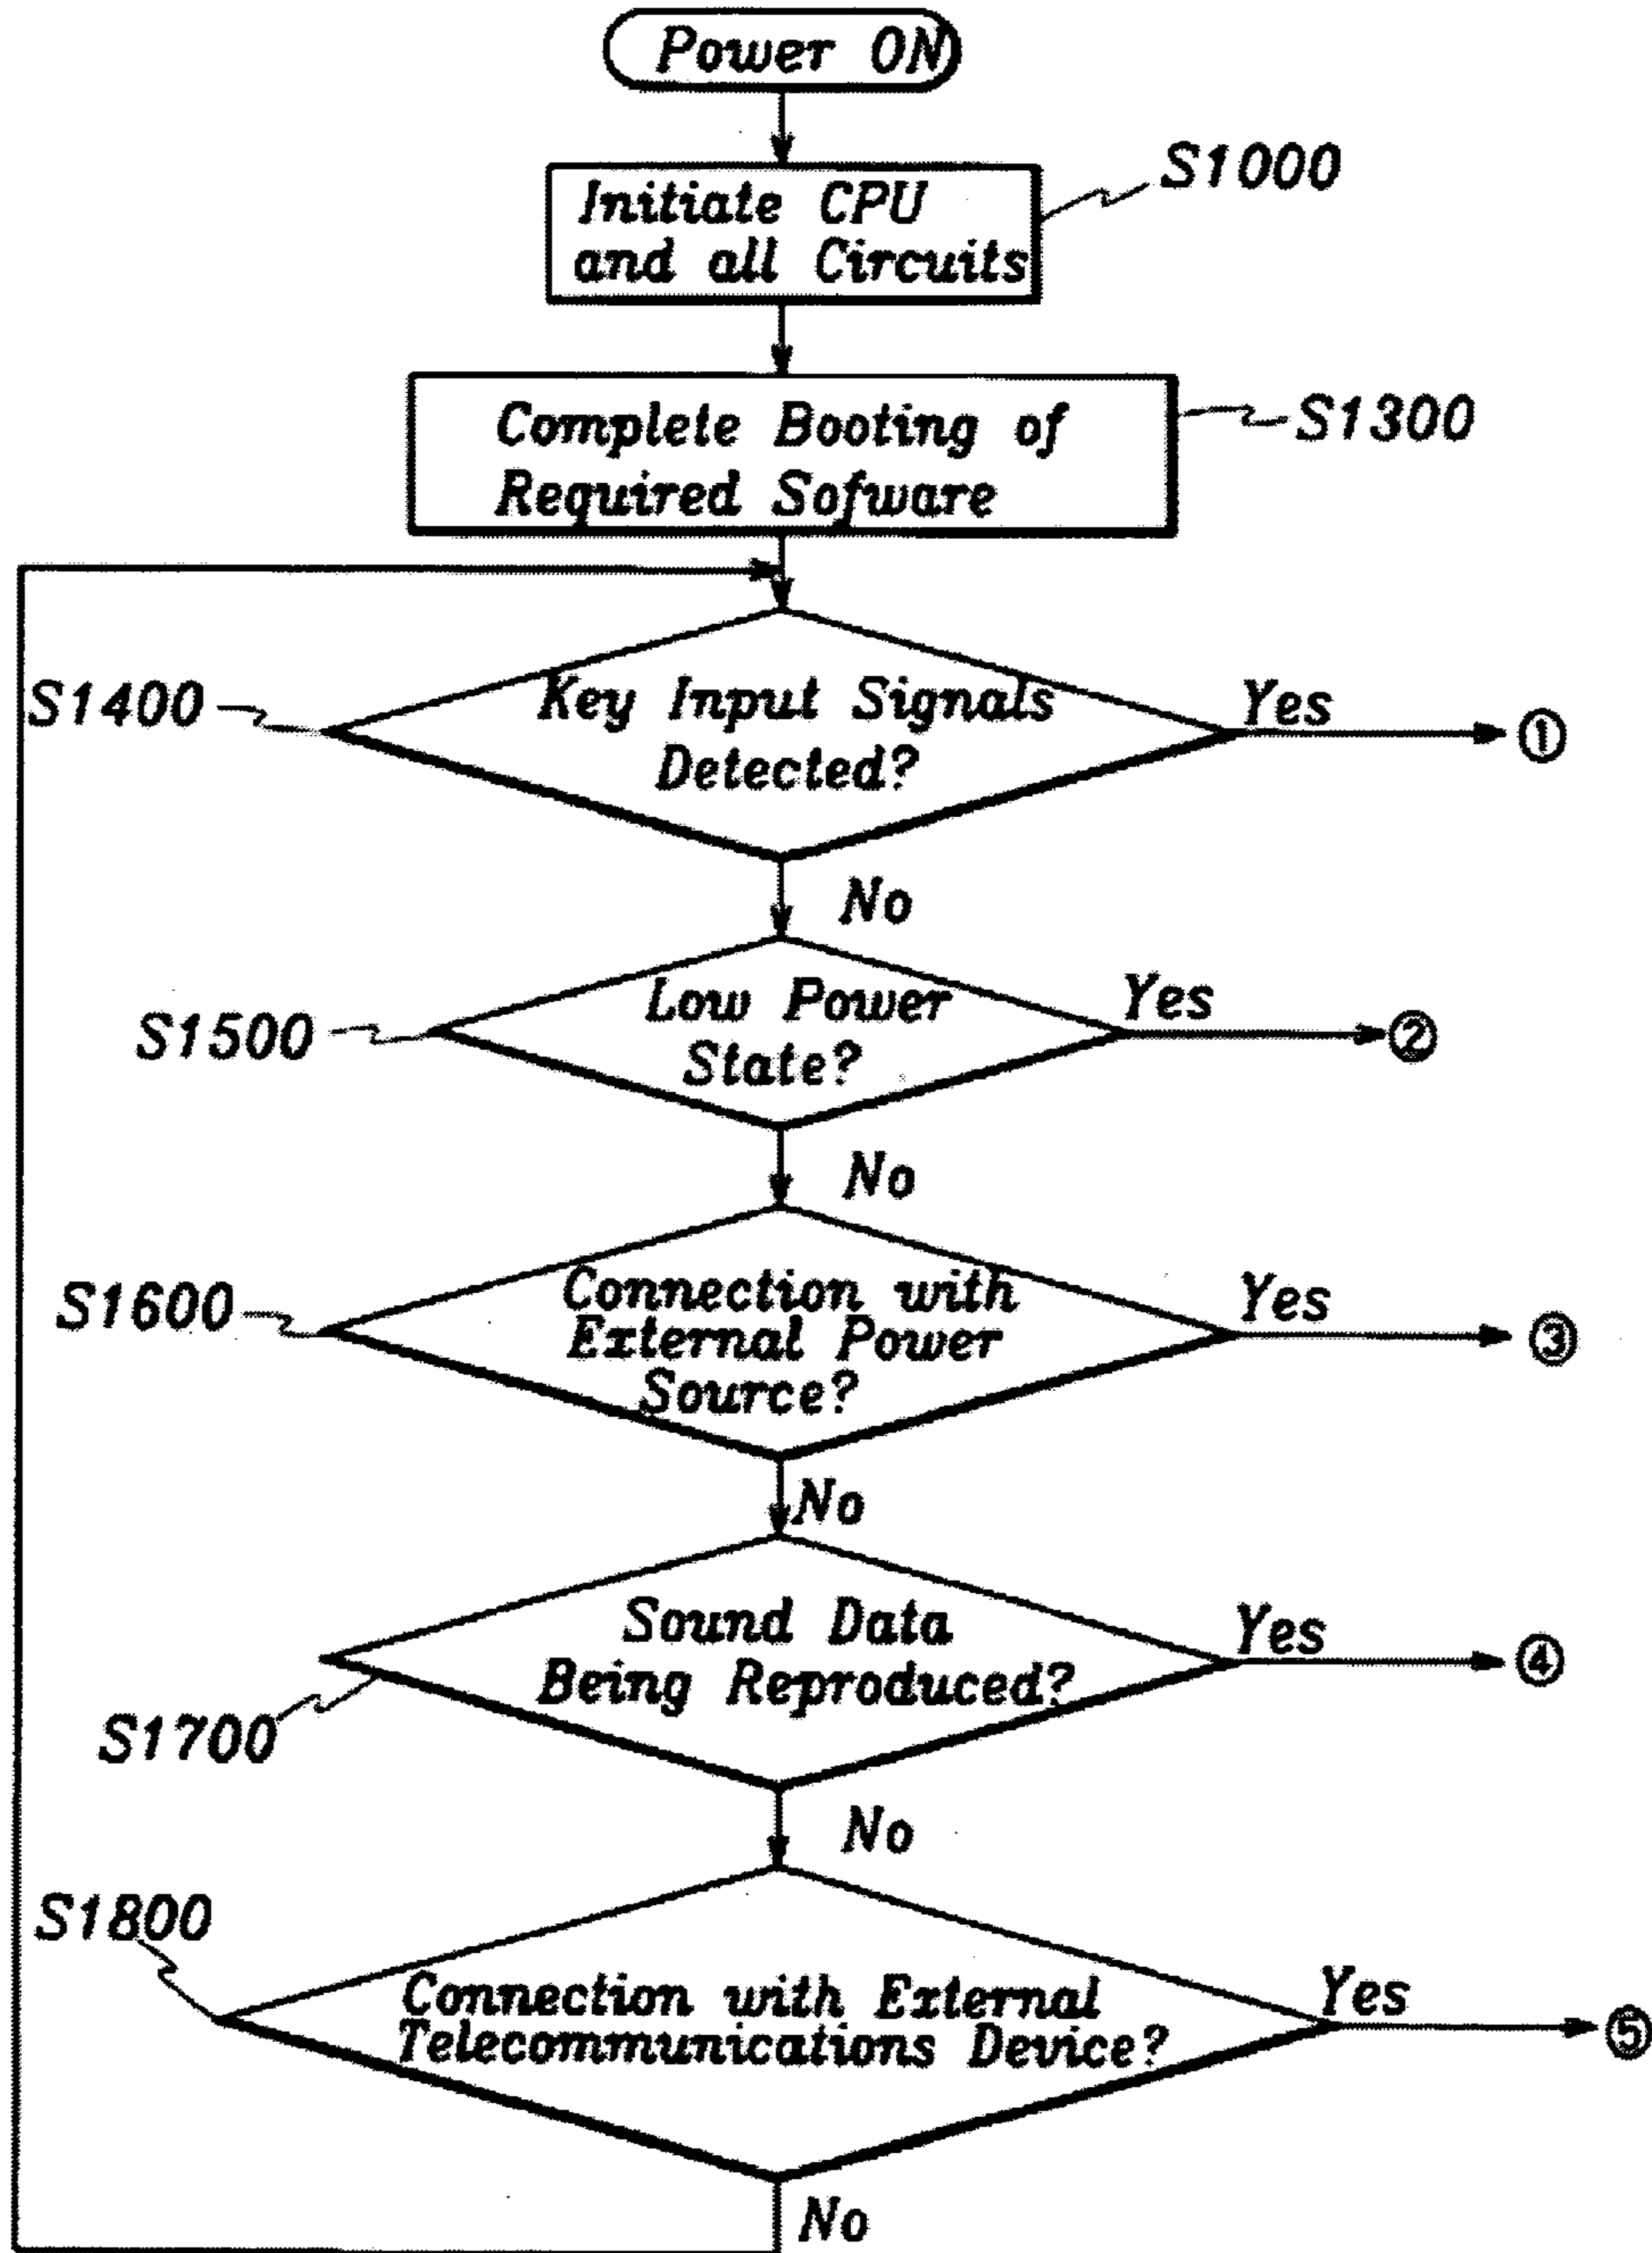 Power ON
S1000
Initiate CPU
and all Circuits
S1300
Complete Booting of
Required Sofware
S1400
Key Input Signals
Detected?
Yes
①
No
S1500
Low Power
State?
Yes
②
No
S1600
Connection with
External Power
Source?
Yes
③
No
Sound Data
Being Reproduced?
Yes
④
S1700
No
S1800
Connection with External
Telecommunications Device?
Yes
⑤
No